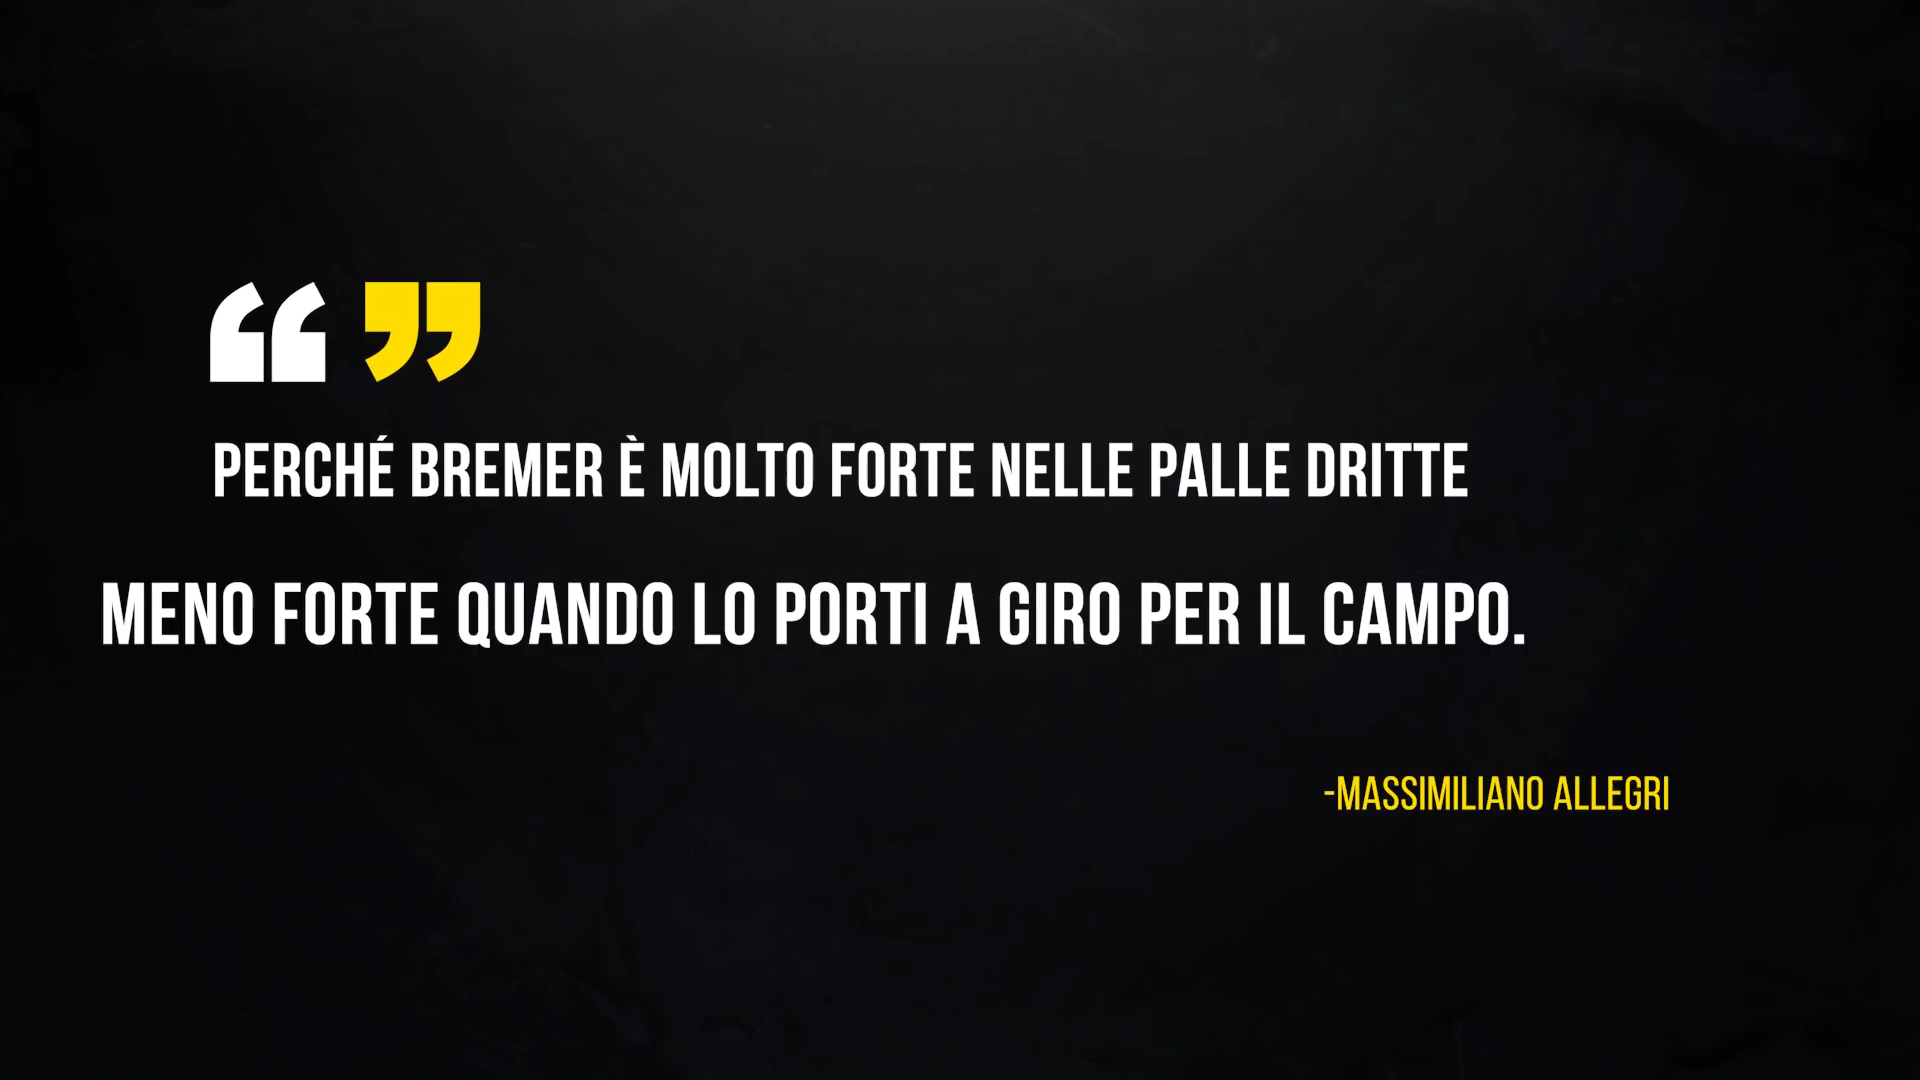 “ ”
PERCHÉ BREMER È MOLTO FORTE NELLE PALLE DRITTE
MENO FORTE QUANDO LO PORTI A GIRO PER IL CAMPO.
-MASSIMILIANO ALLEGRI